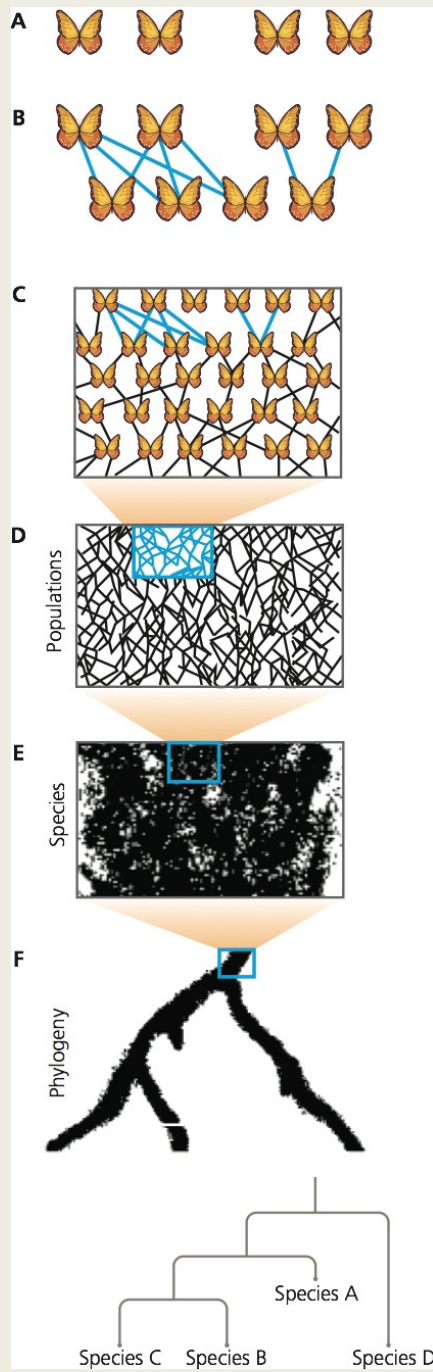 A
B
C
D
Populations
E
Species
F
Phylogeny
Species A
Species C
Species B
Species D